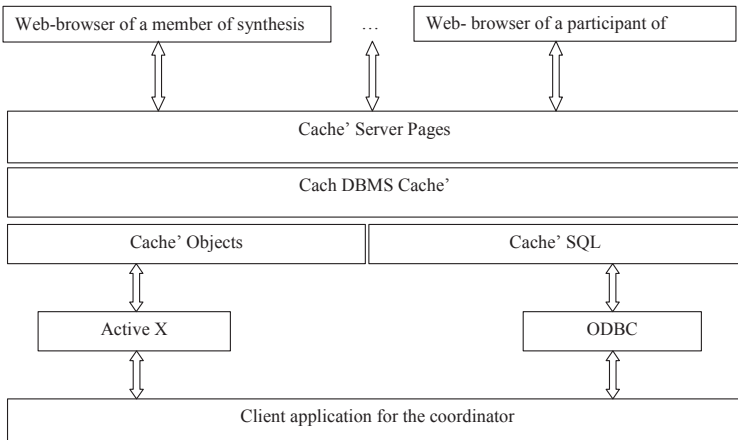 Web-browser of a member of synthesis
…
Web- browser of a participant of
Cache’ Server Pages
Cach DBMS Cache’
Cache’ Objects
Cache’ SQL
Active X
ODBC
Client application for the coordinator